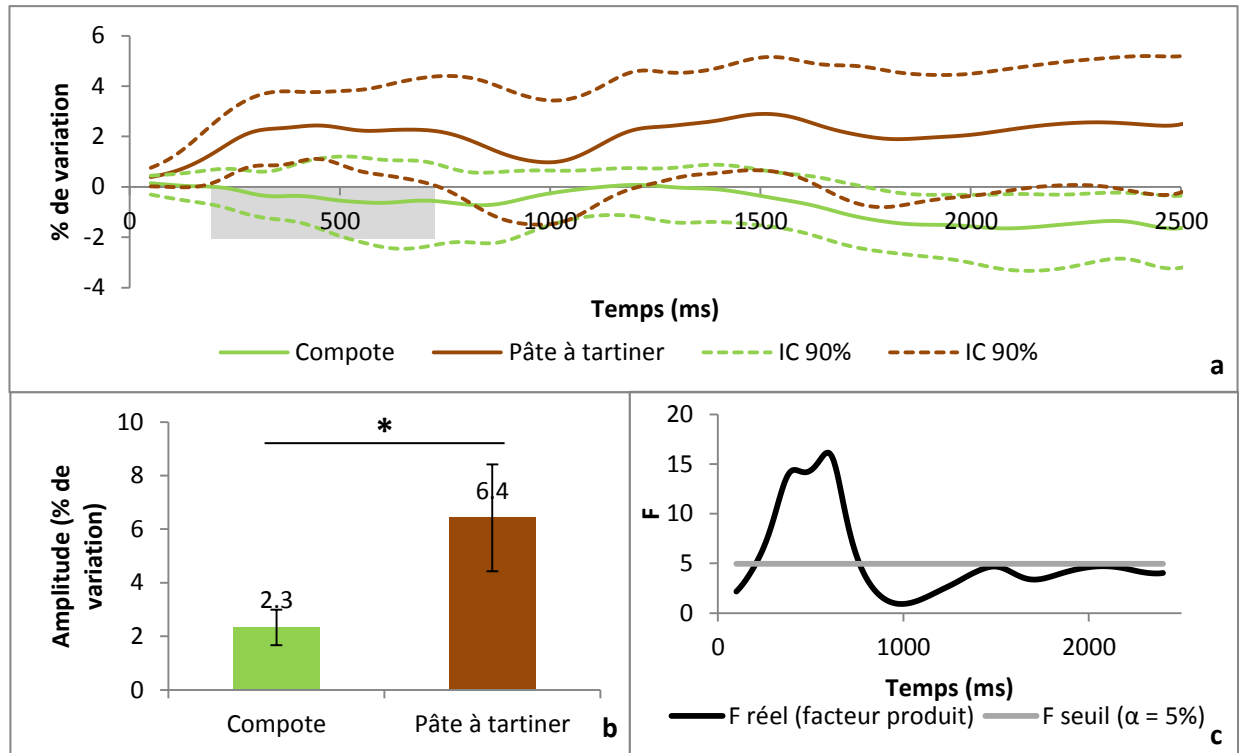 6
4
2
0
-2
-4
% de variation
0
500
1000
1500
2000
2500
Temps (ms)
Compote
Pâte à tartiner
IC 90%
IC 90%
a
10
8
6
4
2
0
Amplitude (% de
variation)
*
2.3
6.4
Compote
Pâte à tartiner
b
20
15
10
5
0
F
0
1000
2000
Temps (ms)
F réel (facteur produit)
F seuil (α = 5%)
c